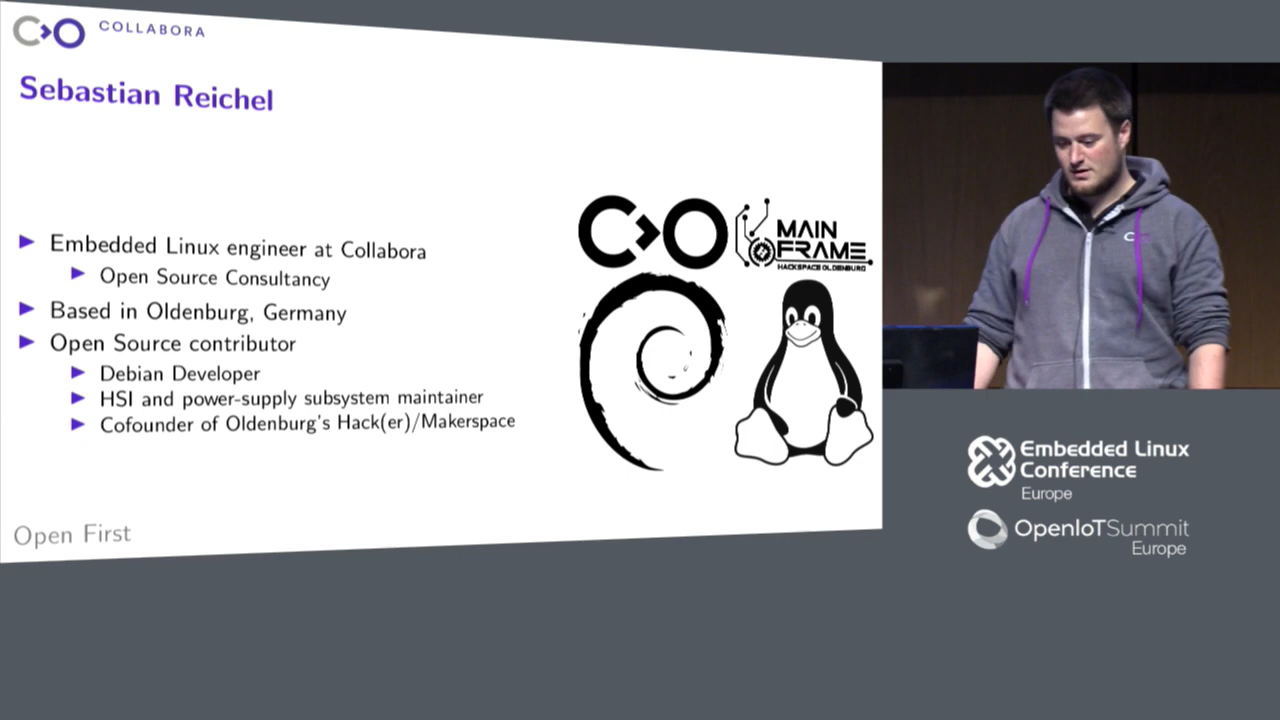 COLLABORA
Sebastian Reichel
Embedded Linux engineer at Collabora
Open Source Consultancy
Based in Oldenburg, Germany
Open Source contributor
Debian Developer
HSI and power-supply subsystem maintainer
Cofounder of Oldenburg's Hack(er)/Makerspace
MAIN
FRAME
HACKSPACE OLDENBURG
Open First
Embedded Linux
Conference
Europe
OpenIoTSummit
Europe